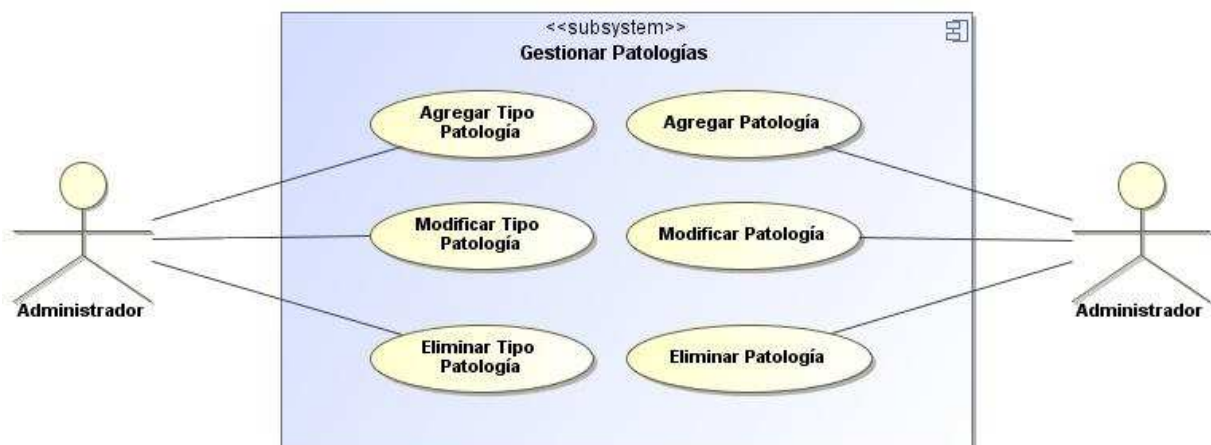 <<subsystem>>
Gestionar Patologías
Agregar Tipo
Patología
Agregar Patología
Modificar Tipo
Patología
Modificar Patología
Administrador
Administrador
Eliminar Tipo
Patología
Eliminar Patología